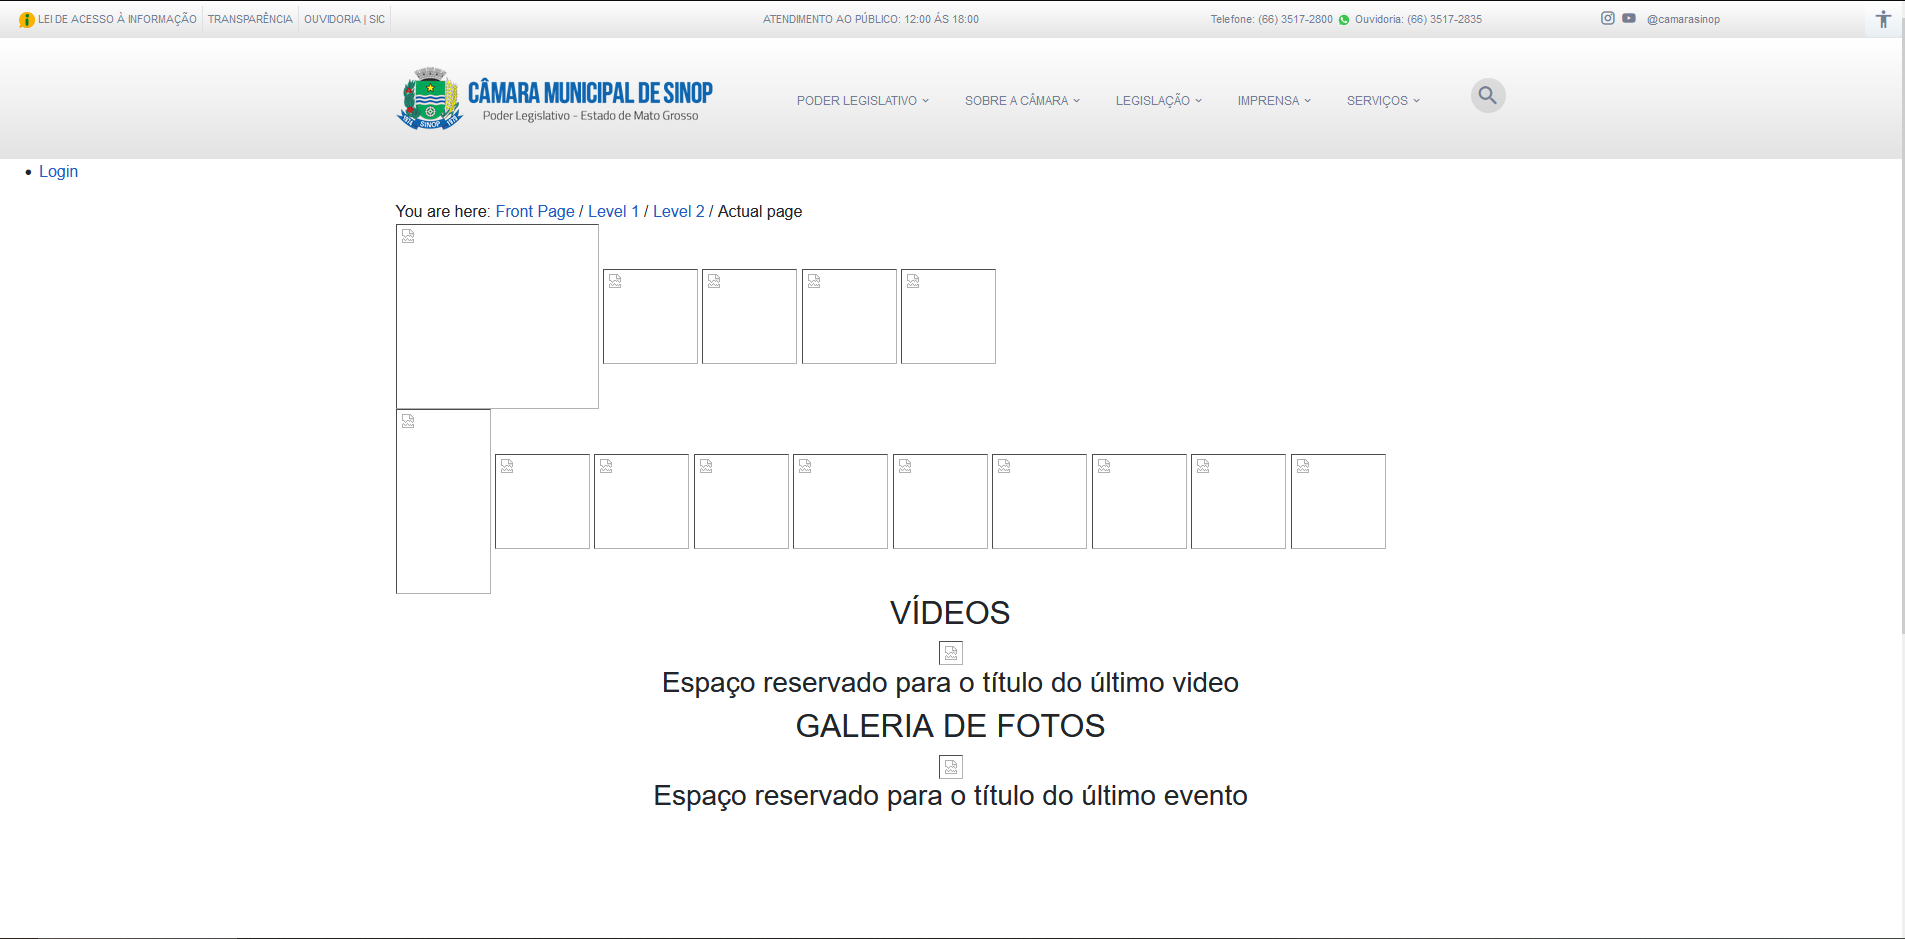 LEI DE ACESSO À INFORMAÇÃO TRANSPARÊNCIA OUVIDORIA | SIC ATENDIMENTO AO PÚBLICO: 12:00 ÁS 18:00 Telefone: (66) 3517-2800 Ouvidoria: (66) 3517-2835 @camarasinop
CÂMARA MUNICIPAL DE SINOP
Poder Legislativo - Estado de Mato Grosso
1974 SINOP 1979
PODER LEGISLATIVO SOBRE A CÂMARA LEGISLAÇÃO IMPRENSA SERVIÇOS
Login
You are here: Front Page / Level 1 / Level 2 / Actual page
VÍDEOS
Espaço reservado para o título do último video
GALERIA DE FOTOS
Espaço reservado para o título do último evento